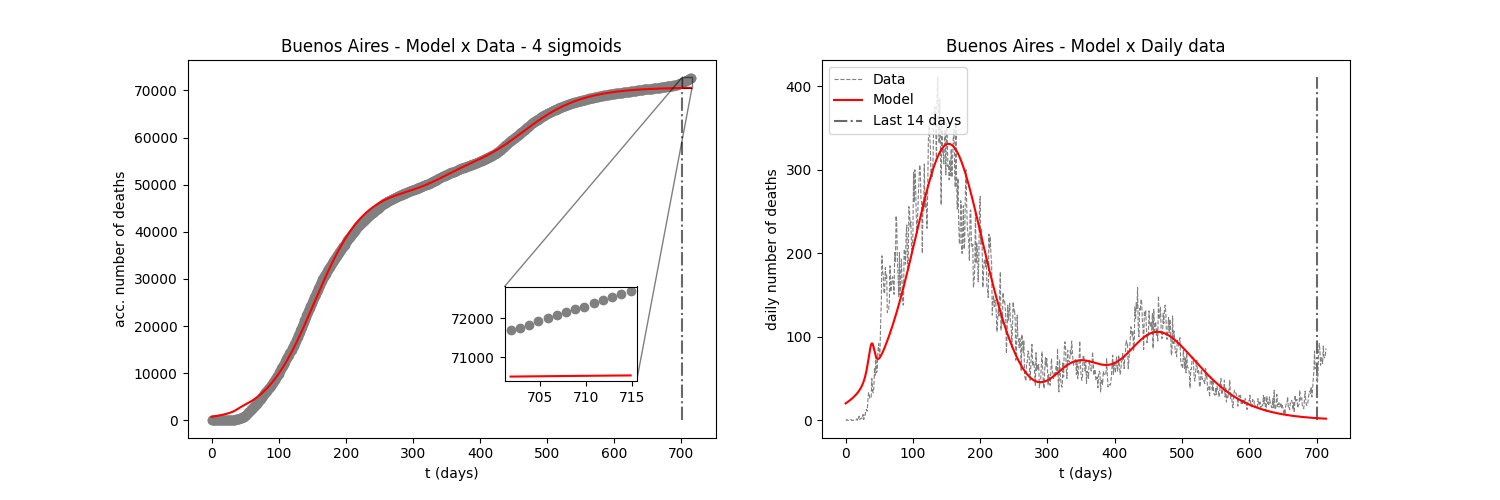 Buenos Aires - Model x Data - 4 sigmoids
acc. number of deaths
70000
60000
50000
40000
30000
20000
10000
0
72000
71000
705 710 715
0 100 200 300 400 500 600 700
t (days)
Buenos Aires - Model x Daily data
daily number of deaths
400
300
200
100
0
Data
Model
Last 14 days
0 100 200 300 400 500 600 700
t (days)